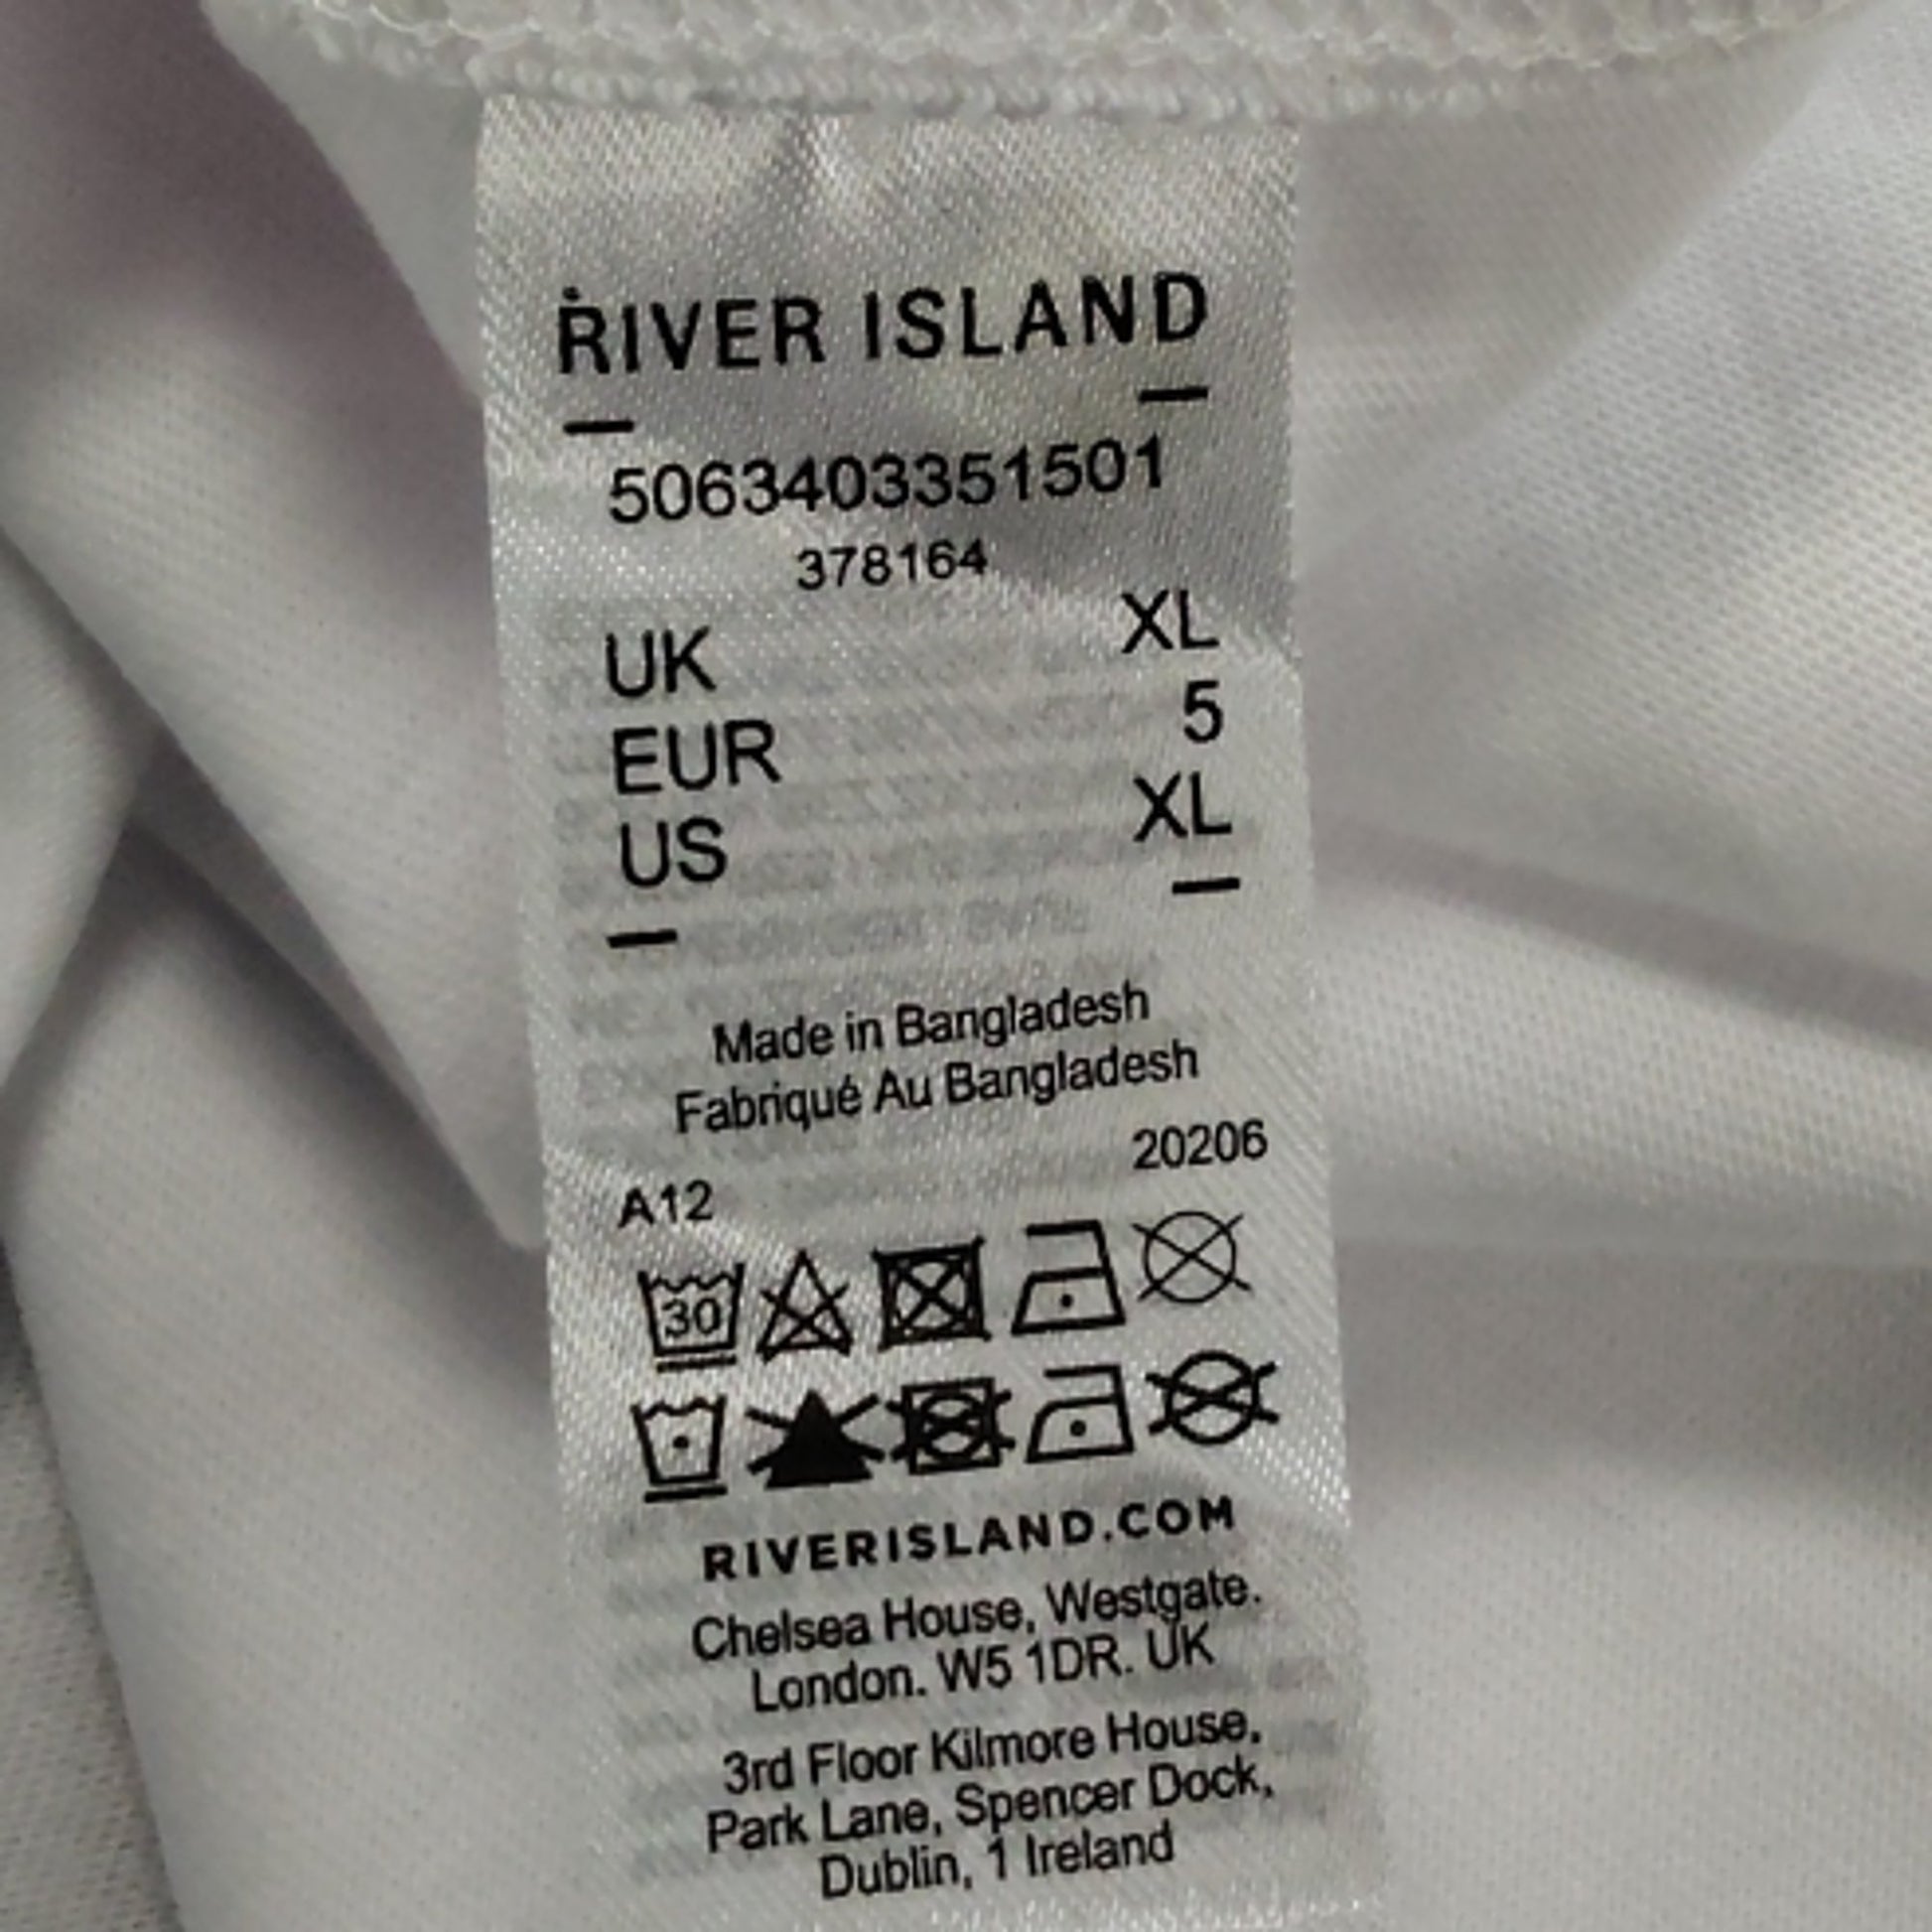 RIVER ISLAND
5063403351501
378164
UK XL
EUR 5
US XL
Made in Bangladesh
Fabriqué Au Bangladesh
A12 20206
30
RIVERISLAND.COM
Chelsea House, Westgate.
London. W5 1DR. UK
3rd Floor Kilmore House,
Park Lane, Spencer Dock,
Dublin, 1 Ireland